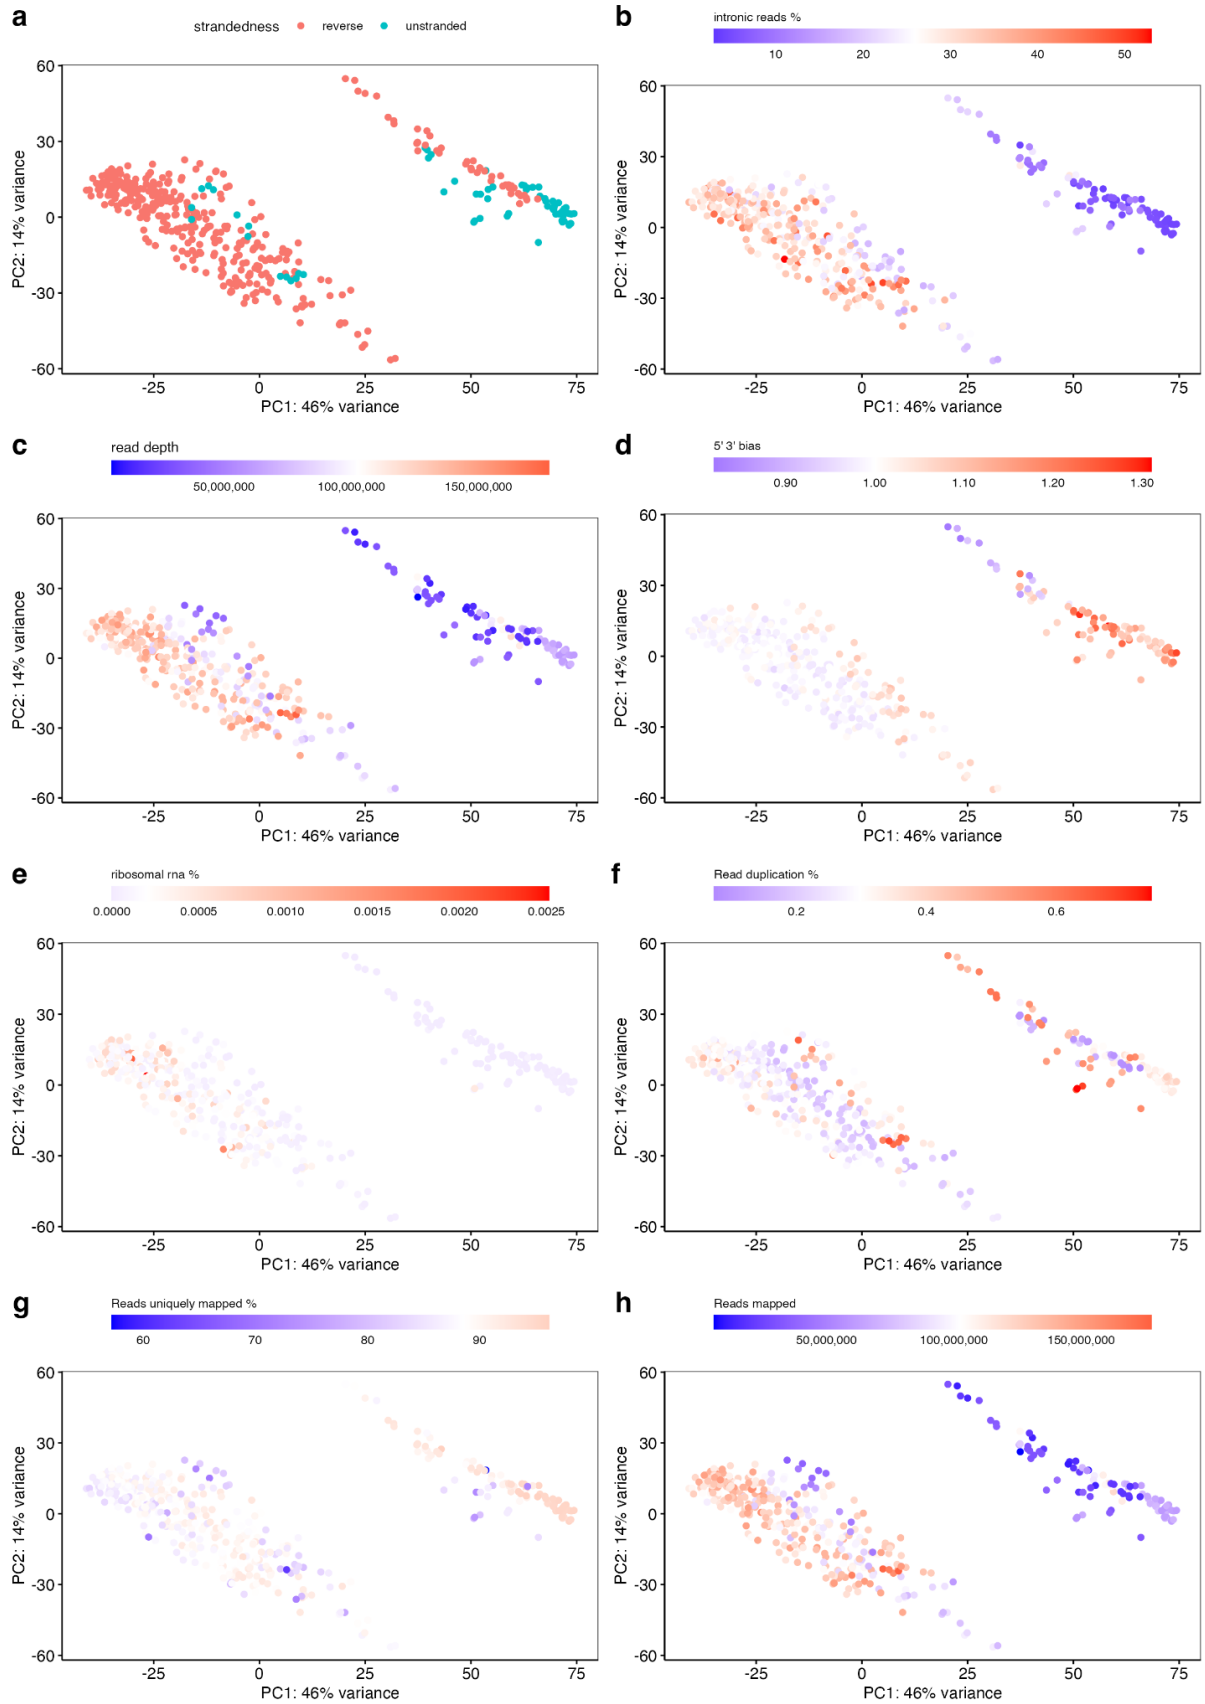 a
strandedness reverse unstranded
60
30
0
-30
-60
PC2: 14% variance
-25 0 25 50 75
PC1: 46% variance
b
intronic reads %
10 20 30 40 50
60
30
0
-30
-60
PC2: 14% variance
-25 0 25 50 75
PC1: 46% variance
c
read depth
50,000,000 100,000,000 150,000,000
60
30
0
-30
-60
PC2: 14% variance
-25 0 25 50 75
PC1: 46% variance
d
5' 3' bias
0.90 1.00 1.10 1.20 1.30
60
30
0
-30
-60
PC2: 14% variance
-25 0 25 50 75
PC1: 46% variance
e
ribosomal rna %
0.0000 0.0005 0.0010 0.0015 0.0020 0.0025
60
30
0
-30
-60
PC2: 14% variance
-25 0 25 50 75
PC1: 46% variance
f
Read duplication %
0.2 0.4 0.6
60
30
0
-30
-60
PC2: 14% variance
-25 0 25 50 75
PC1: 46% variance
g
Reads uniquely mapped %
60 70 80 90
60
30
0
-30
-60
PC2: 14% variance
-25 0 25 50 75
PC1: 46% variance
h
Reads mapped
50,000,000 100,000,000 150,000,000
60
30
0
-30
-60
PC2: 14% variance
-25 0 25 50 75
PC1: 46% variance